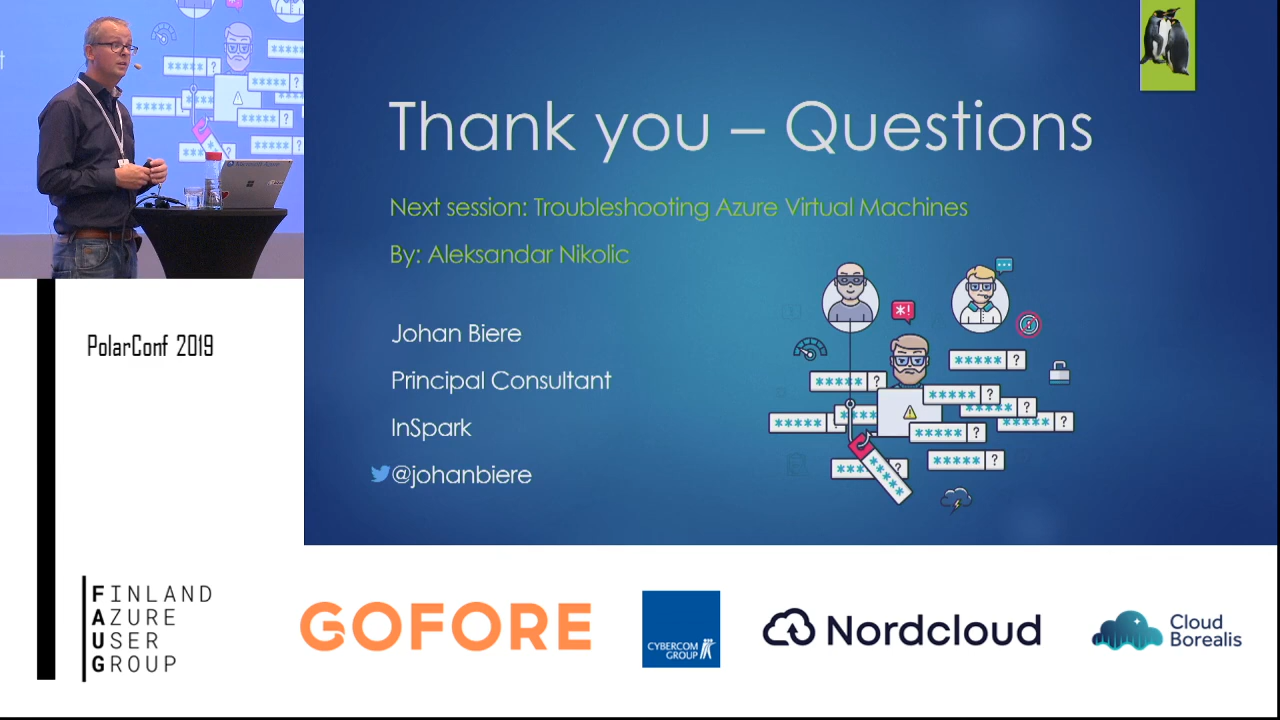 Thank you – Questions
Next session: Troubleshooting Azure Virtual Machines
By: Aleksandar Nikolic
Johan Biere
Principal Consultant
InSpark
@johanbiere
PolarConf 2019
FINLAND
AZURE
USER
GROUP
GOFORE
CYBERCOM
GROUP
Nordcloud
Cloud
Borealis